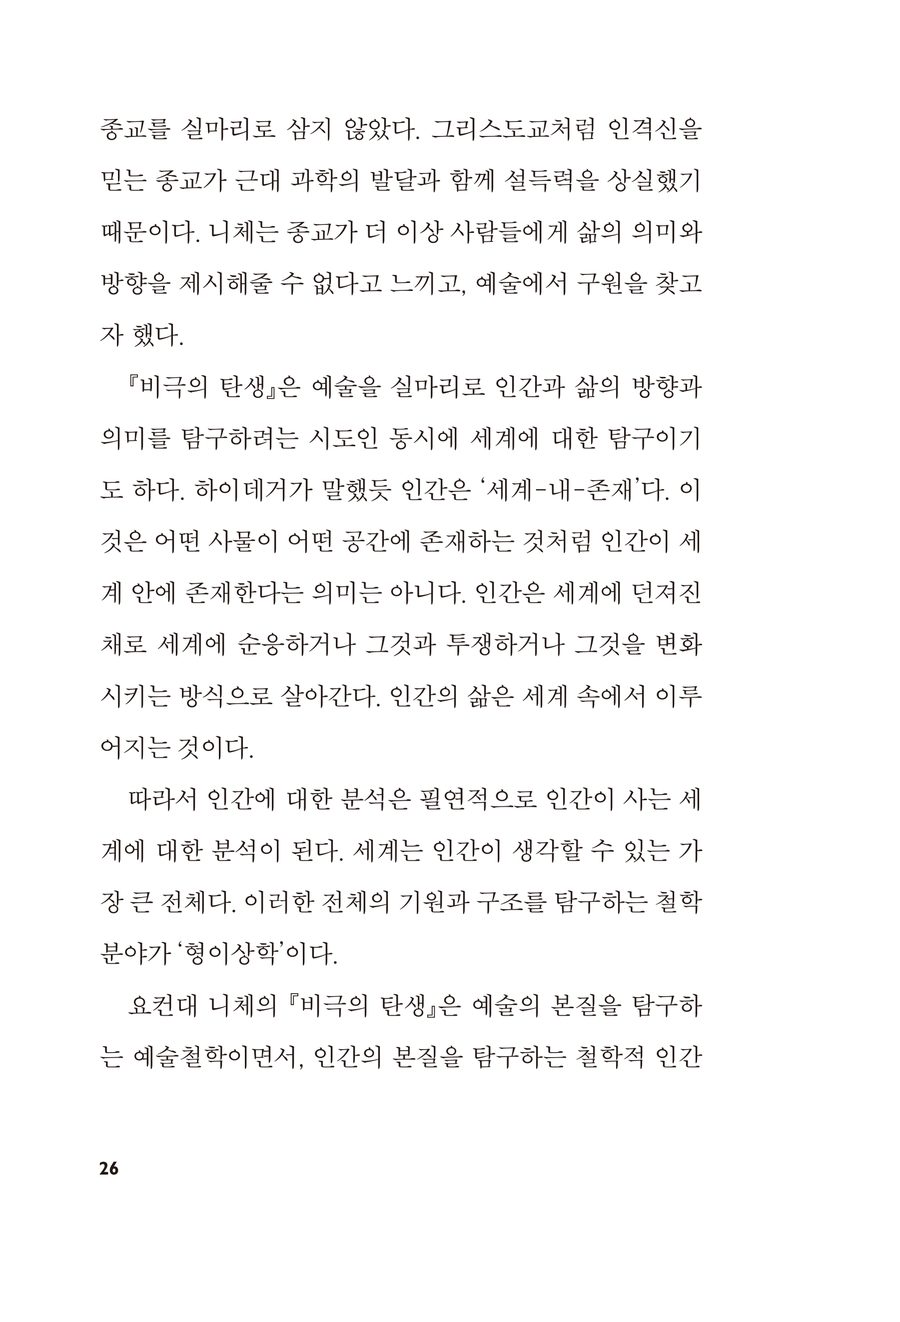 종교를 실마리로 삼지 않았다. 그리스도교처럼 인격신을
믿는 종교가 근대 과학의 발달과 함께 설득력을 상실했기
때문이다. 니체는 종교가 더 이상 사람들에게 삶의 의미와
방향을 제시해줄 수 없다고 느끼고, 예술에서 구원을 찾고
자 했다.
『비극의 탄생』은 예술을 실마리로 인간과 삶의 방향과
의미를 탐구하려는 시도인 동시에 세계에 대한 탐구이기
도 하다. 하이데거가 말했듯 인간은 ‘세계-내-존재’다. 이
것은 어떤 사물이 어떤 공간에 존재하는 것처럼 인간이 세
계 안에 존재한다는 의미는 아니다. 인간은 세계에 던져진
채로 세계에 순응하거나 그것과 투쟁하거나 그것을 변화
시키는 방식으로 살아간다. 인간의 삶은 세계 속에서 이루
어지는 것이다.
따라서 인간에 대한 분석은 필연적으로 인간이 사는 세
계에 대한 분석이 된다. 세계는 인간이 생각할 수 있는 가
장 큰 전체다. 이러한 전체의 기원과 구조를 탐구하는 철학
분야가 ‘형이상학’이다.
요컨대 니체의 『비극의 탄생』은 예술의 본질을 탐구하
는 예술철학이면서, 인간의 본질을 탐구하는 철학적 인간
26